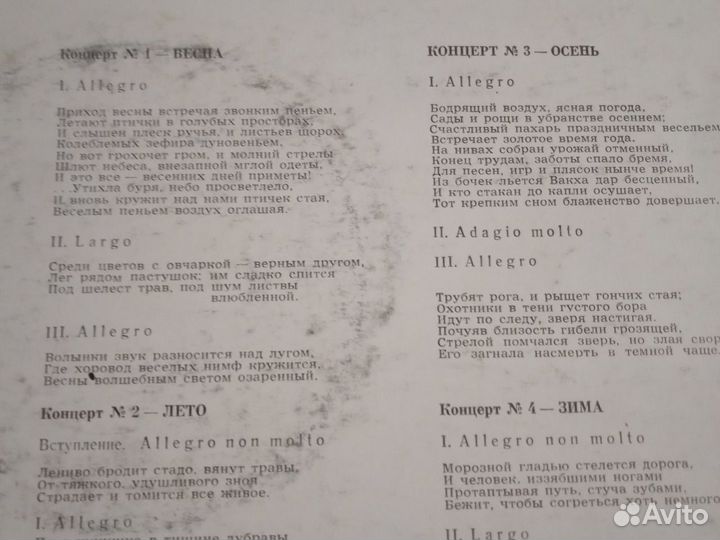 Концерт № 1 — ВЕСНА
I. Allegro
Приход весны встречая звонким пеньем,
Летают птички в голубых просторах,
И слышен плеск ручья, и листьев шорох,
Колеблемых зефира дуновеньем,
Но вот грохочет гром, и молний стрелы
Шлют небеса, внезапной мглой одеты,
И это все — весенних дней приметы!
...Утихла буря, небо просветлело,
И вновь кружит над нами птичек стая,
Веселым пеньем воздух оглашая.
II. Largo
Среди цветов с овчаркой — верным другом,
Лег рядом пастушок; им сладко спится
Под шелест трав, под шум листвы
влюбленной.
III. Allegro
Волынки звук разносится над лугом,
Где хоровод веселых нимф кружится,
Весны волшебным светом озаренный.
Концерт № 2 — ЛЕТО
Вступление. Allegro non molto
Лениво бродит стадо, вянут травы,
От тяжкого, удушливого зноя
Страдает и томится все живое.
I. Allegro
в тишине дубравы
КОНЦЕРТ № 3 — ОСЕНЬ
I. Allegro
Бодрящий воздух, ясная погода,
Сады и рощи в убранстве осеннем;
Счастливый пахарь праздничным весельем
Встречает золотое время года.
На нивах собран урожай отменный,
Конец трудам, заботы спало бремя,
Для песен, игр и плясок нынче время!
Из бочек льется Вакха дар бесценный,
И кто стакан до капли осушает,
Тот крепким сном блаженство довершает.
II. Adagio molto
III. Allegro
Трубят рога, и рыщет гончих стая;
Охотники в тени густого бора
Идут по следу, зверя настигая.
Почуяв близость гибели грозящей,
Стрелой помчался зверь, но злая свор
Его загнала насмерть в темной чаще.
Концерт № 4 — ЗИМА
I. Allegro non molto
Морозной гладью стелется дорога,
И человек, иззябшими ногами
Протаптывая путь, стуча зубами,
Бежит, чтобы согреться хоть немного
II. Largo
Avito